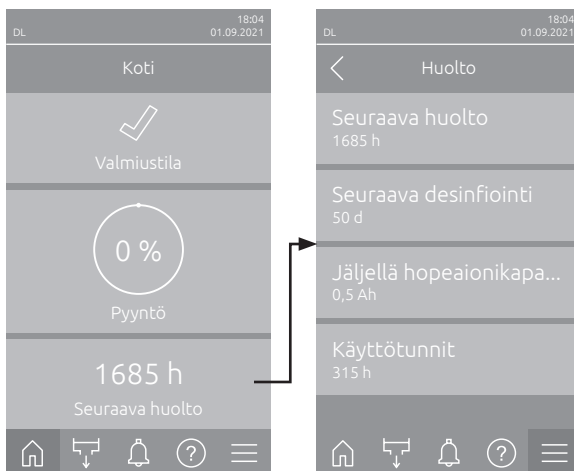 18:04
DL 01.09.2021
Koti
Valmiustila
0 %
Pyyntö
1685 h
Seuraava huolto
18:04
DL 01.09.2021
Huolto
Seuraava huolto
1685 h
Seuraava desinfiointi
50 d
Jäljellä hopeaionikapa...
0,5 Ah
Käyttötunnit
315 h